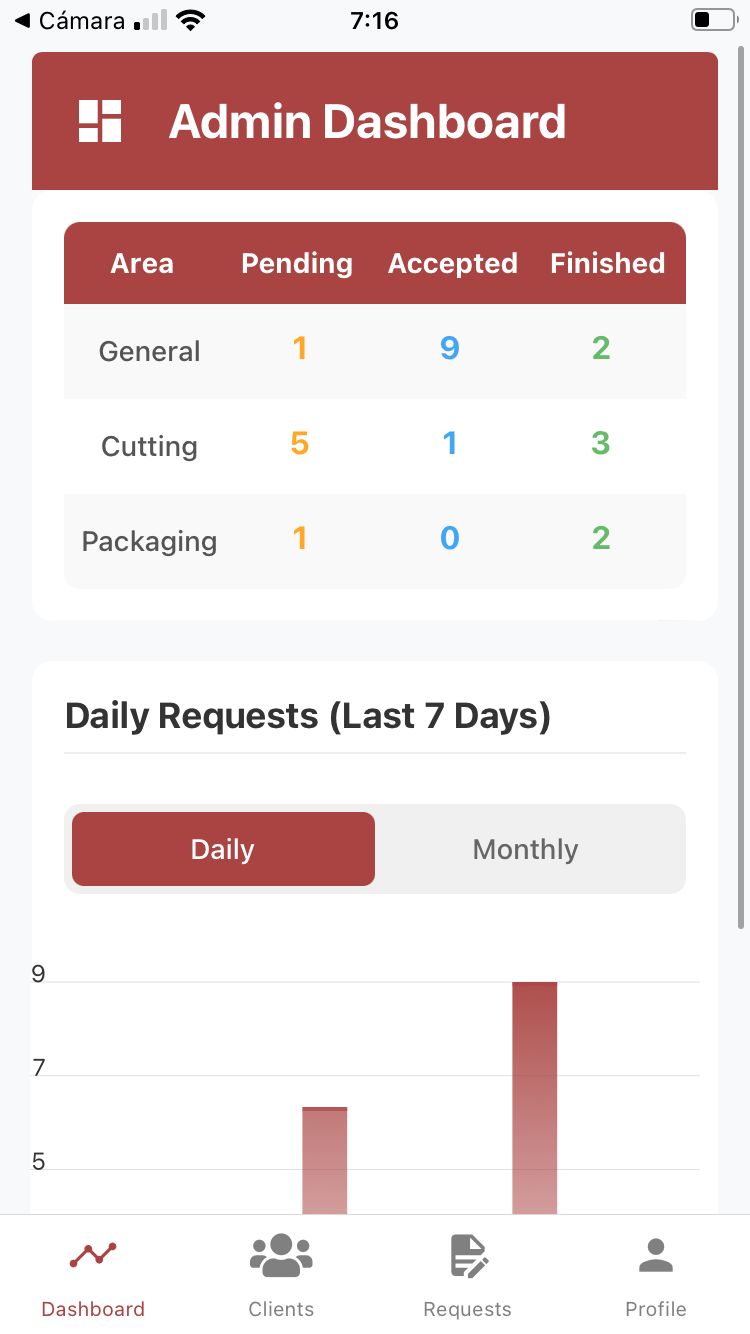 Cámara 7:16
Admin Dashboard
Area Pending Accepted Finished
General 1 9 2
Cutting 5 1 3
Packaging 1 0 2
Daily Requests (Last 7 Days)
Daily Monthly
9
7
5
Dashboard Clients Requests Profile